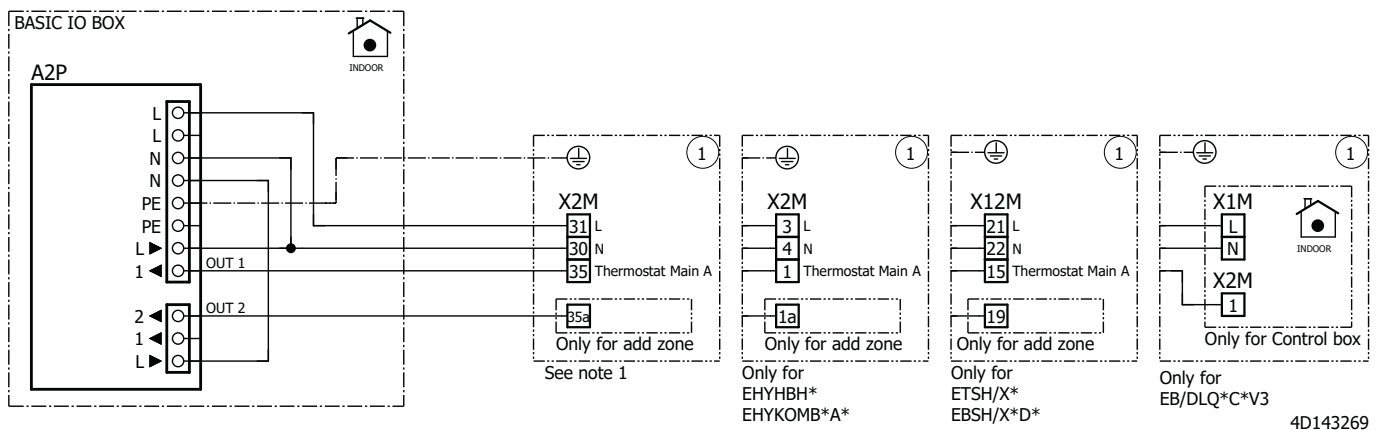 BASIC IO BOX
INDOOR
A2P
L
L
N
N
PE
PE
L ▶
1 ◀ OUT 1
2 ◀ OUT 2
1 ◀
L ▶
1
X2M
31 L
30 N
35 Thermostat Main A
35a
Only for add zone
See note 1
1
X2M
3 L
4 N
1 Thermostat Main A
1a
Only for add zone
Only for
EHYHBH*
EHYKOMB*A*
1
X12M
21 L
22 N
15 Thermostat Main A
19
Only for add zone
Only for
ETSH/X*
EBSH/X*D*
1
X1M
L
N
INDOOR
X2M
1
Only for Control box
Only for
EB/DLQ*C*V3
4D143269